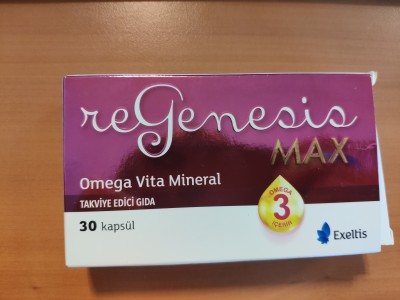 reGenesis
MAX
Omega Vita Mineral
TAKVİYE EDİCİ GIDA
OMEGA
3
İÇERİR
30 kapsül
Exeltis